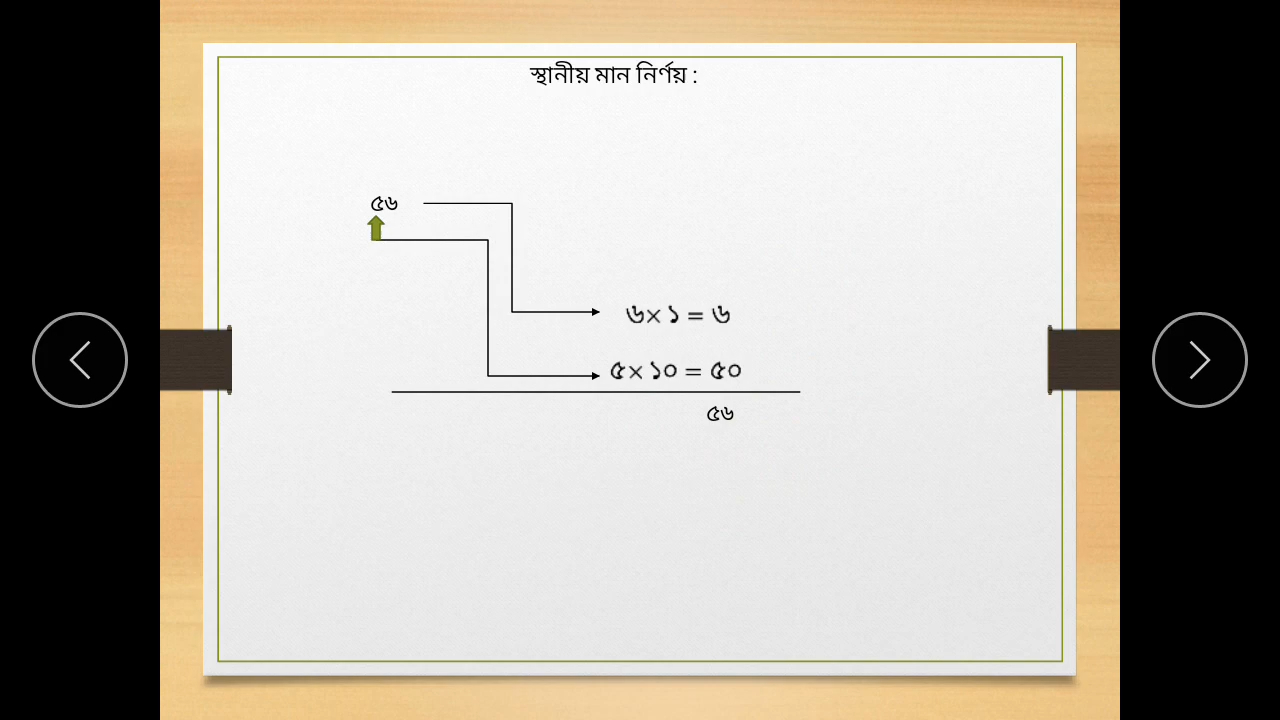 স্থানীয় মান নির্ণয় :
৫৬
৬× ১ = ৬
৫× ১০ = ৫০
৫৬